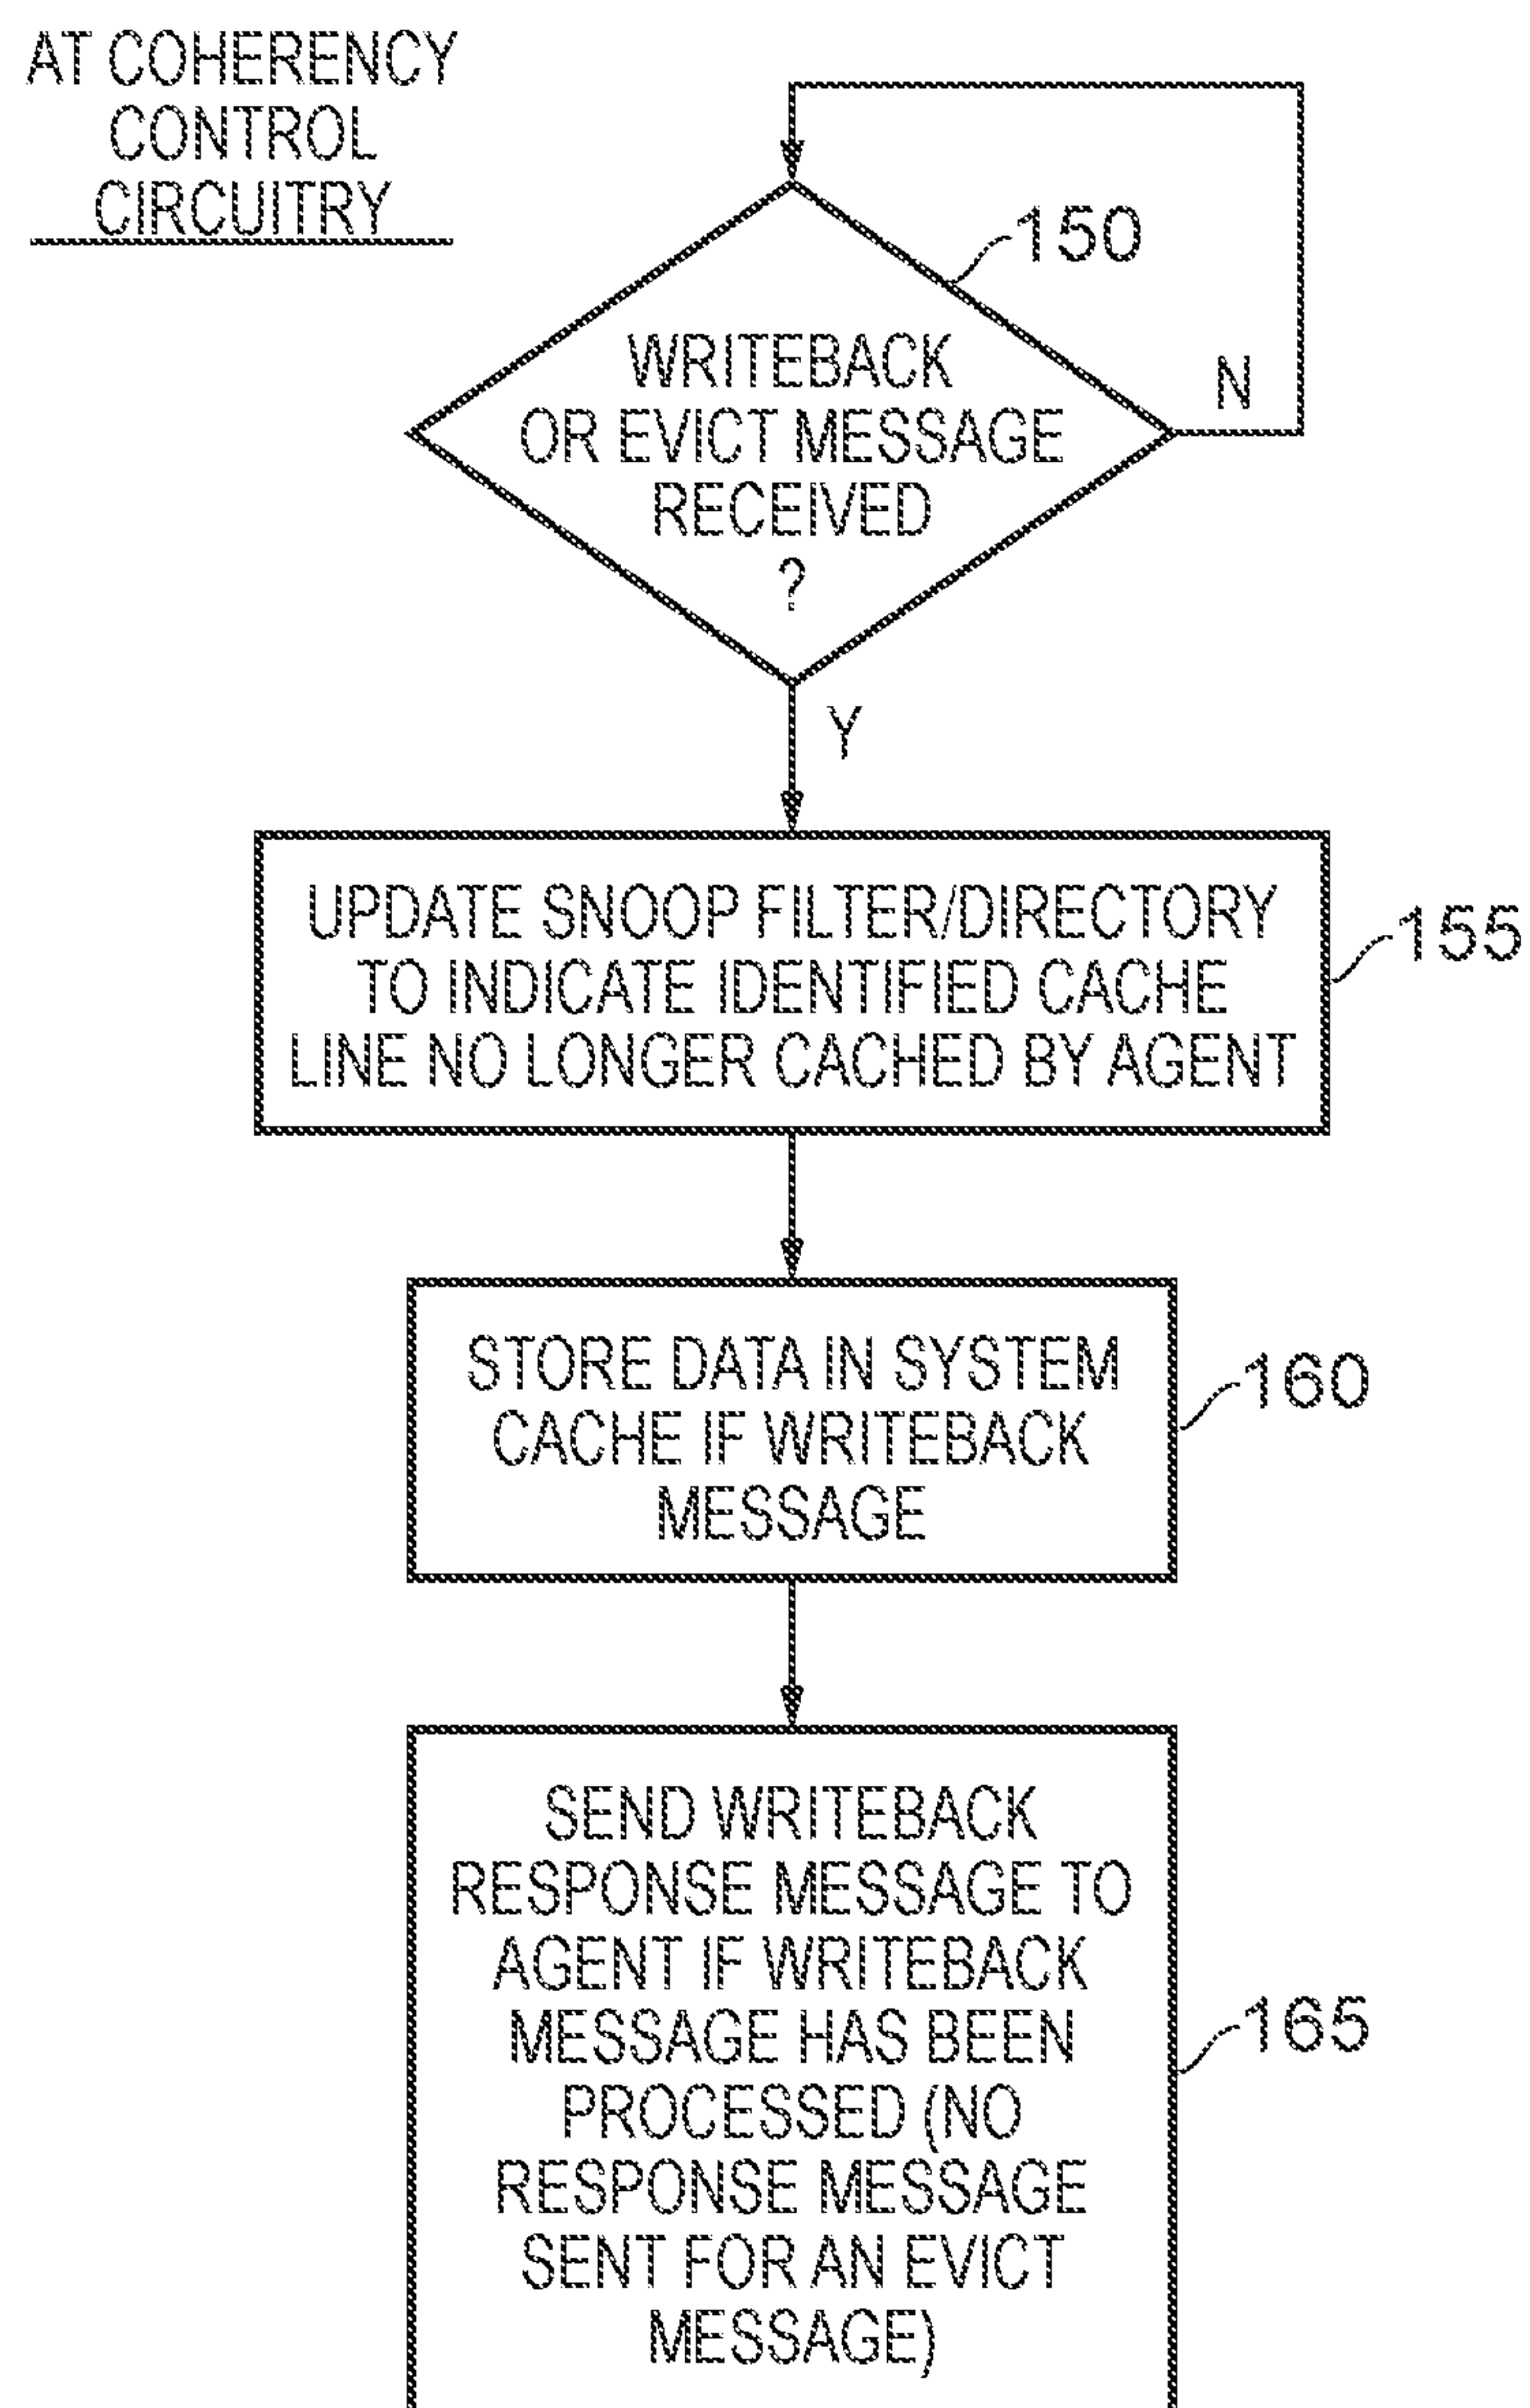 AT COHERENCY
CONTROL
CIRCUITRY
150
WRITEBACK
OR EVICT MESSAGE
RECEIVED
?
N
Y
UPDATE SNOOP FILTER/DIRECTORY
TO INDICATE IDENTIFIED CACHE
LINE NO LONGER CACHED BY AGENT
155
STORE DATA IN SYSTEM
CACHE IF WRITEBACK
MESSAGE
160
SEND WRITEBACK
RESPONSE MESSAGE TO
AGENT IF WRITEBACK
MESSAGE HAS BEEN
PROCESSED (NO
RESPONSE MESSAGE
SENT FOR AN EVICT
MESSAGE)
165